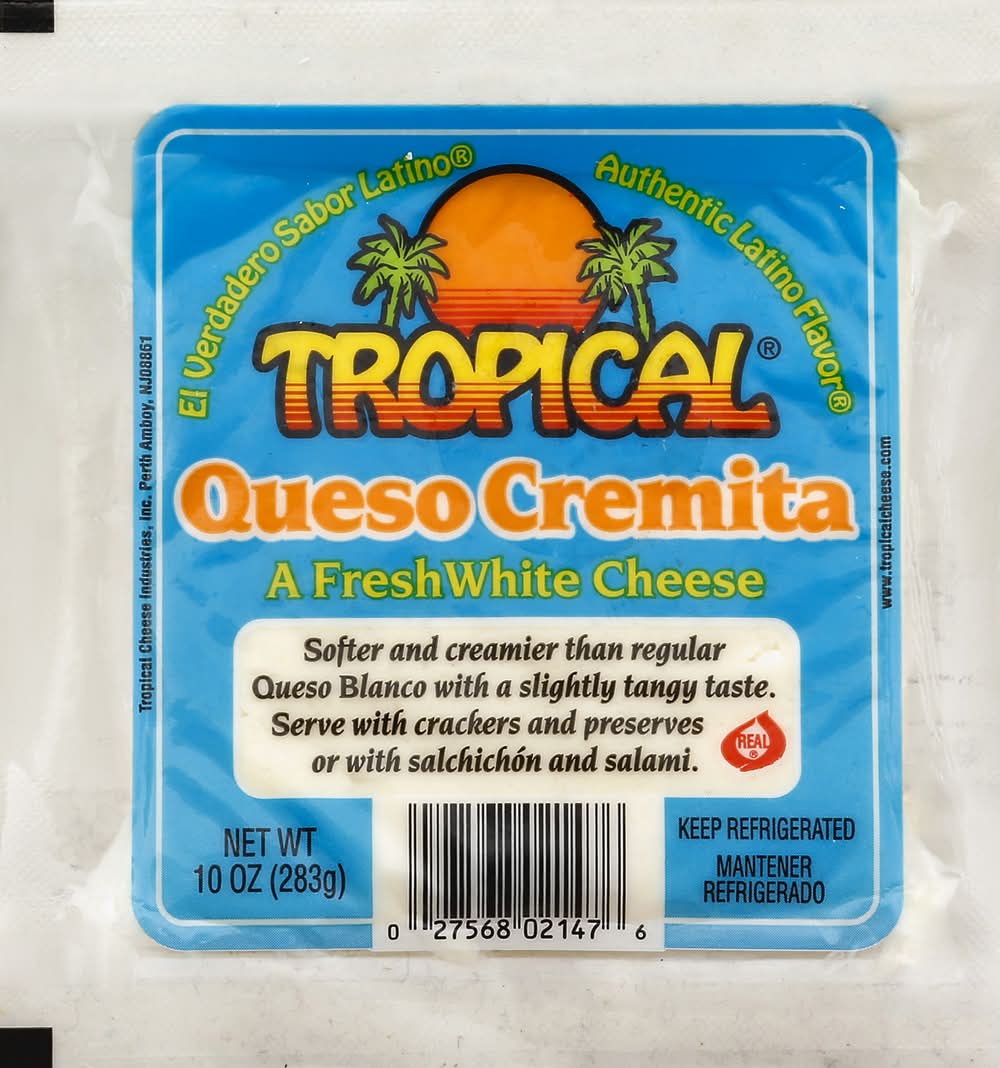 El Verdadero Sabor Latino®
Authentic Latino Flavor®
TROPICAL®
Queso Cremita
A Fresh White Cheese
Softer and creamier than regular
Queso Blanco with a slightly tangy taste.
Serve with crackers and preserves
or with salchichón and salami.
REAL®
NET WT
10 OZ (283g)
KEEP REFRIGERATED
MANTENER
REFRIGERADO
0 27568 02147 6
Tropical Cheese Industries, Inc. Perth Amboy, NJ08861
www.tropicalcheese.com